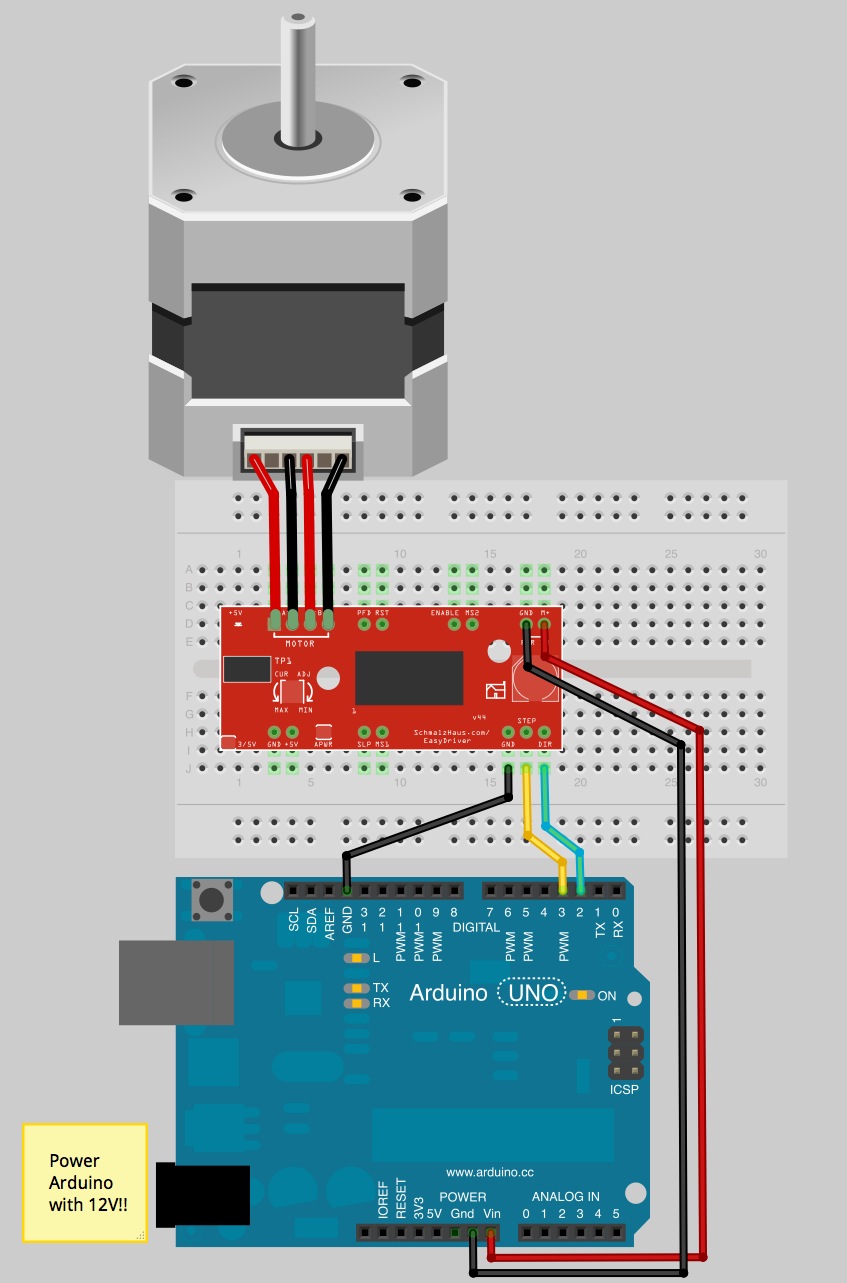 1 5 10 15 20 25 30
A
B
C
D
E
+5V A B PFD RST ENABLE MS2 GND M+
MOTOR PWR
TP1
CUR ADJ
MAX MIN
1
v44
STEP
SchmalzHaus.com/
EasyDriver
3/5V GND +5V APWR SLP MS1 GND DIR
F
G
H
I
J
1 5 10 15 20 25 30
SCL SDA AREF GND 13 12 PWM 11 PWM 10 PWM 9 8 7 PWM 6 PWM 5 4 PWM 3 2 TX 1 RX 0
DIGITAL
L
TX
RX
Arduino UNO
ON
1
ICSP
Power
Arduino
with 12V!!
www.arduino.cc
POWER ANALOG IN
IOREF RESET 3V3 5V Gnd Vin 0 1 2 3 4 5